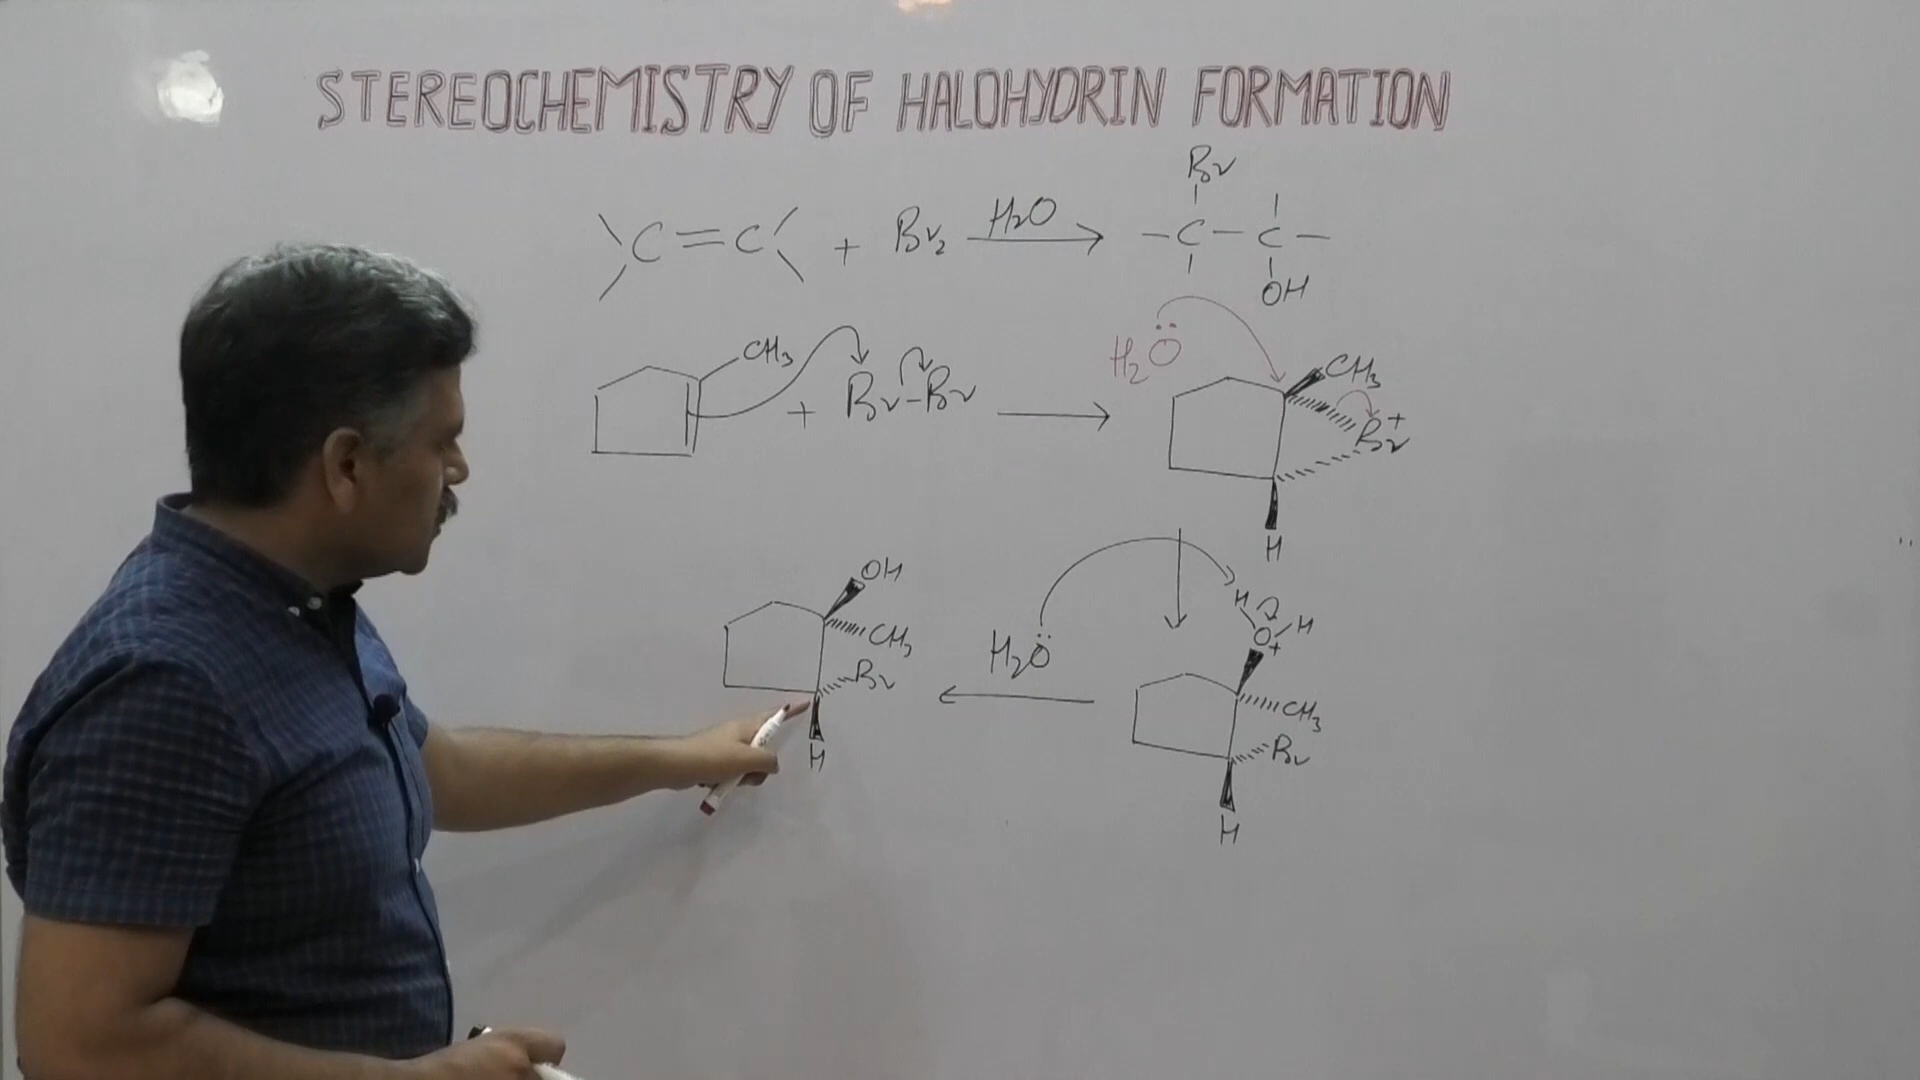 STEREOCHEMISTRY OF HALOHYDRIN FORMATION
C=C + Br2 H2O
Br
-C-C-
OH
CH3
+ Br-Br
H2O
CH3
Br+
H
H H
O+
CH3
Br
H
H2O
OH
CH3
Br
H